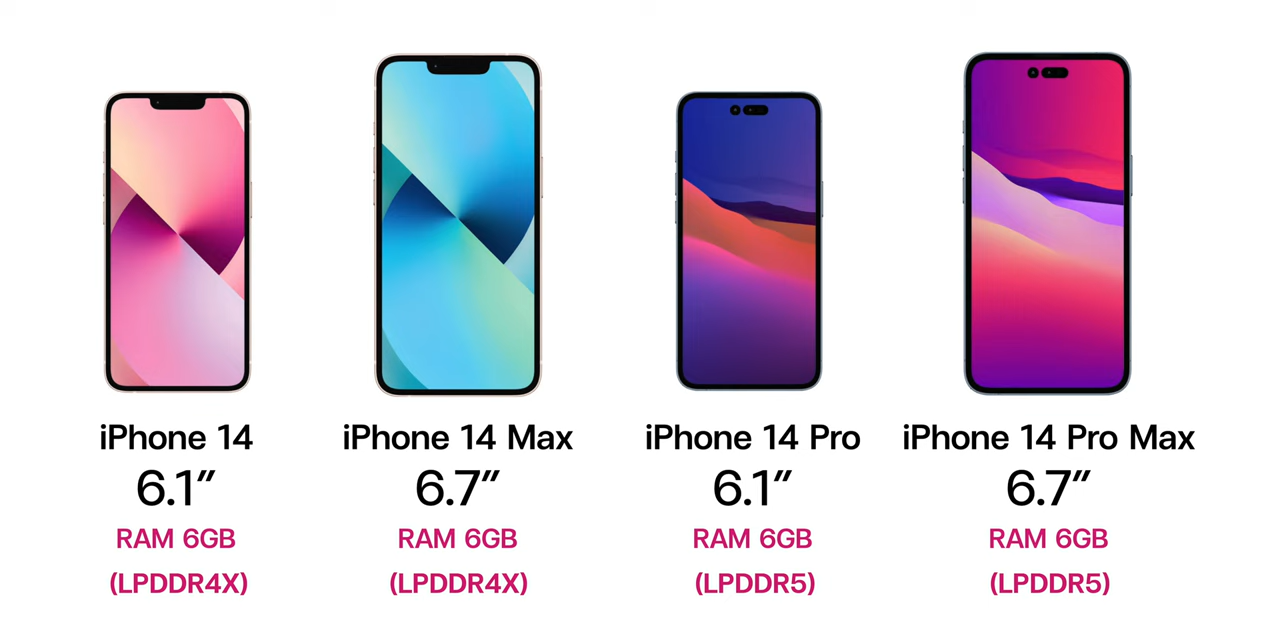 iPhone 14
6.1″
RAM 6GB
(LPDDR4X)
iPhone 14 Max
6.7″
RAM 6GB
(LPDDR4X)
iPhone 14 Pro
6.1″
RAM 6GB
(LPDDR5)
iPhone 14 Pro Max
6.7″
RAM 6GB
(LPDDR5)